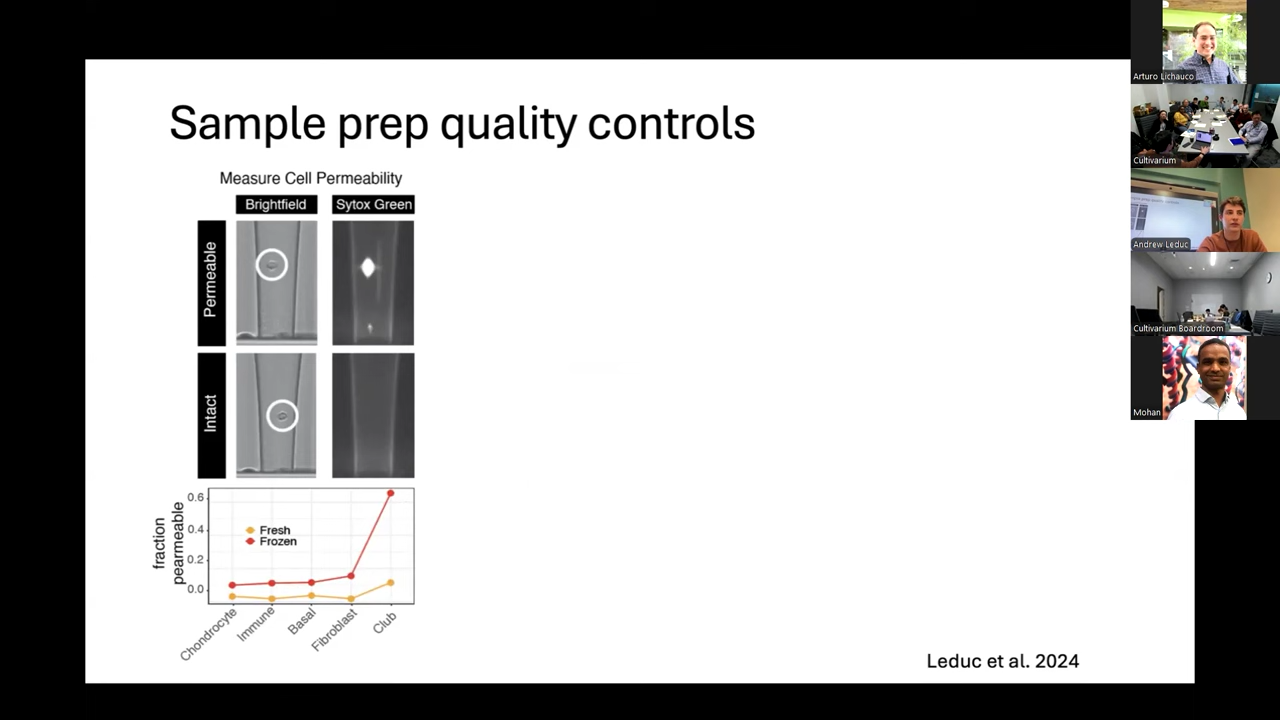 Sample prep quality controls
Measure Cell Permeability
Brightfield
Sytox Green
Permeable
Intact
fraction
pearmeable
0.6
0.4
0.2
0.0
Fresh
Frozen
Chondrocyte
Immune
Basal
Fibroblast
Club
Leduc et al. 2024
Arturo Lichauco
Cultivarium
Andrew Leduc
Cultivarium Boardroom
Mohan